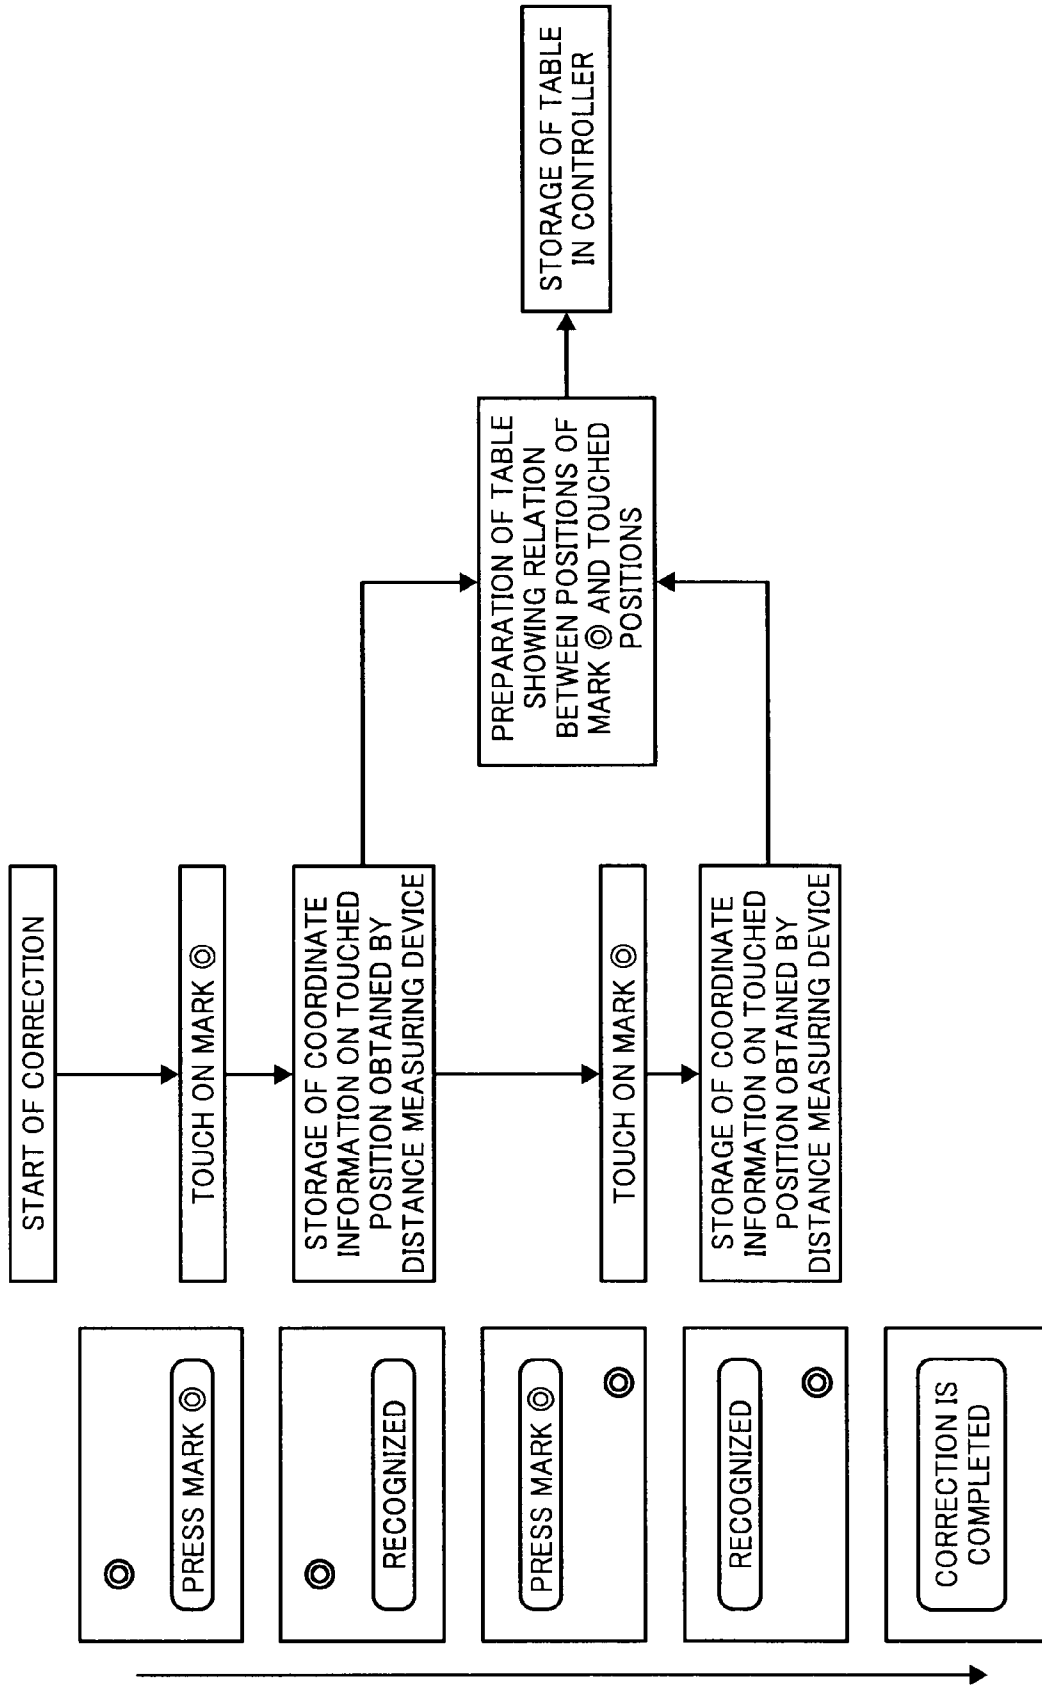 PRESS MARK ◎
RECOGNIZED
PRESS MARK ◎
RECOGNIZED
CORRECTION IS
COMPLETED
START OF CORRECTION
TOUCH ON MARK ◎
STORAGE OF COORDINATE
INFORMATION ON TOUCHED
POSITION OBTAINED BY
DISTANCE MEASURING DEVICE
TOUCH ON MARK ◎
STORAGE OF COORDINATE
INFORMATION ON TOUCHED
POSITION OBTAINED BY
DISTANCE MEASURING DEVICE
PREPARATION OF TABLE
SHOWING RELATION
BETWEEN POSITIONS OF
MARK ◎ AND TOUCHED
POSITIONS
STORAGE OF TABLE
IN CONTROLLER